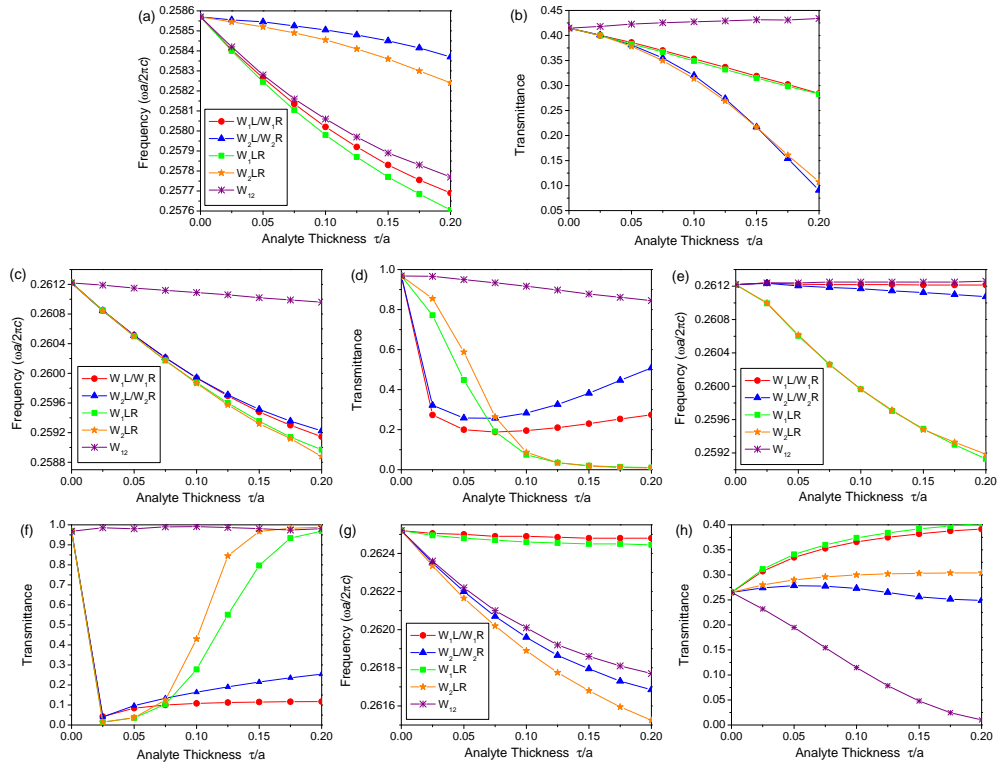 (a)
Frequency (ωa/2πc)
0.2586
0.2585
0.2584
0.2583
0.2582
0.2581
0.2580
0.2579
0.2578
0.2577
0.2576
W₁L/W₁R
W₂L/W₂R
W₁LR
W₂LR
W₁₂
0.00 0.05 0.10 0.15 0.20
Analyte Thickness τ/a
(b)
Transmittance
0.45
0.40
0.35
0.30
0.25
0.20
0.15
0.10
0.05
0.00 0.05 0.10 0.15 0.20
Analyte Thickness τ/a
(c)
Frequency (ωa/2πc)
0.2612
0.2608
0.2604
0.2600
0.2596
0.2592
0.2588
W₁L/W₁R
W₂L/W₂R
W₁LR
W₂LR
W₁₂
0.00 0.05 0.10 0.15 0.20
Analyte Thickness τ/a
(d)
Transmittance
1.0
0.8
0.6
0.4
0.2
0.0
0.00 0.05 0.10 0.15 0.20
Analyte Thickness τ/a
(e)
Frequency (ωa/2πc)
0.2612
0.2608
0.2604
0.2600
0.2596
0.2592
W₁L/W₁R
W₂L/W₂R
W₁LR
W₂LR
W₁₂
0.00 0.05 0.10 0.15 0.20
Analyte Thickness τ/a
(f)
Transmittance
1.0
0.9
0.8
0.7
0.6
0.5
0.4
0.3
0.2
0.1
0.0
0.00 0.05 0.10 0.15 0.20
Analyte Thickness τ/a
(g)
Frequency (ωa/2πc)
0.2624
0.2622
0.2620
0.2618
0.2616
W₁L/W₁R
W₂L/W₂R
W₁LR
W₂LR
W₁₂
0.00 0.05 0.10 0.15 0.20
Analyte Thickness τ/a
(h)
Transmittance
0.40
0.35
0.30
0.25
0.20
0.15
0.10
0.05
0.00
0.00 0.05 0.10 0.15 0.20
Analyte Thickness τ/a